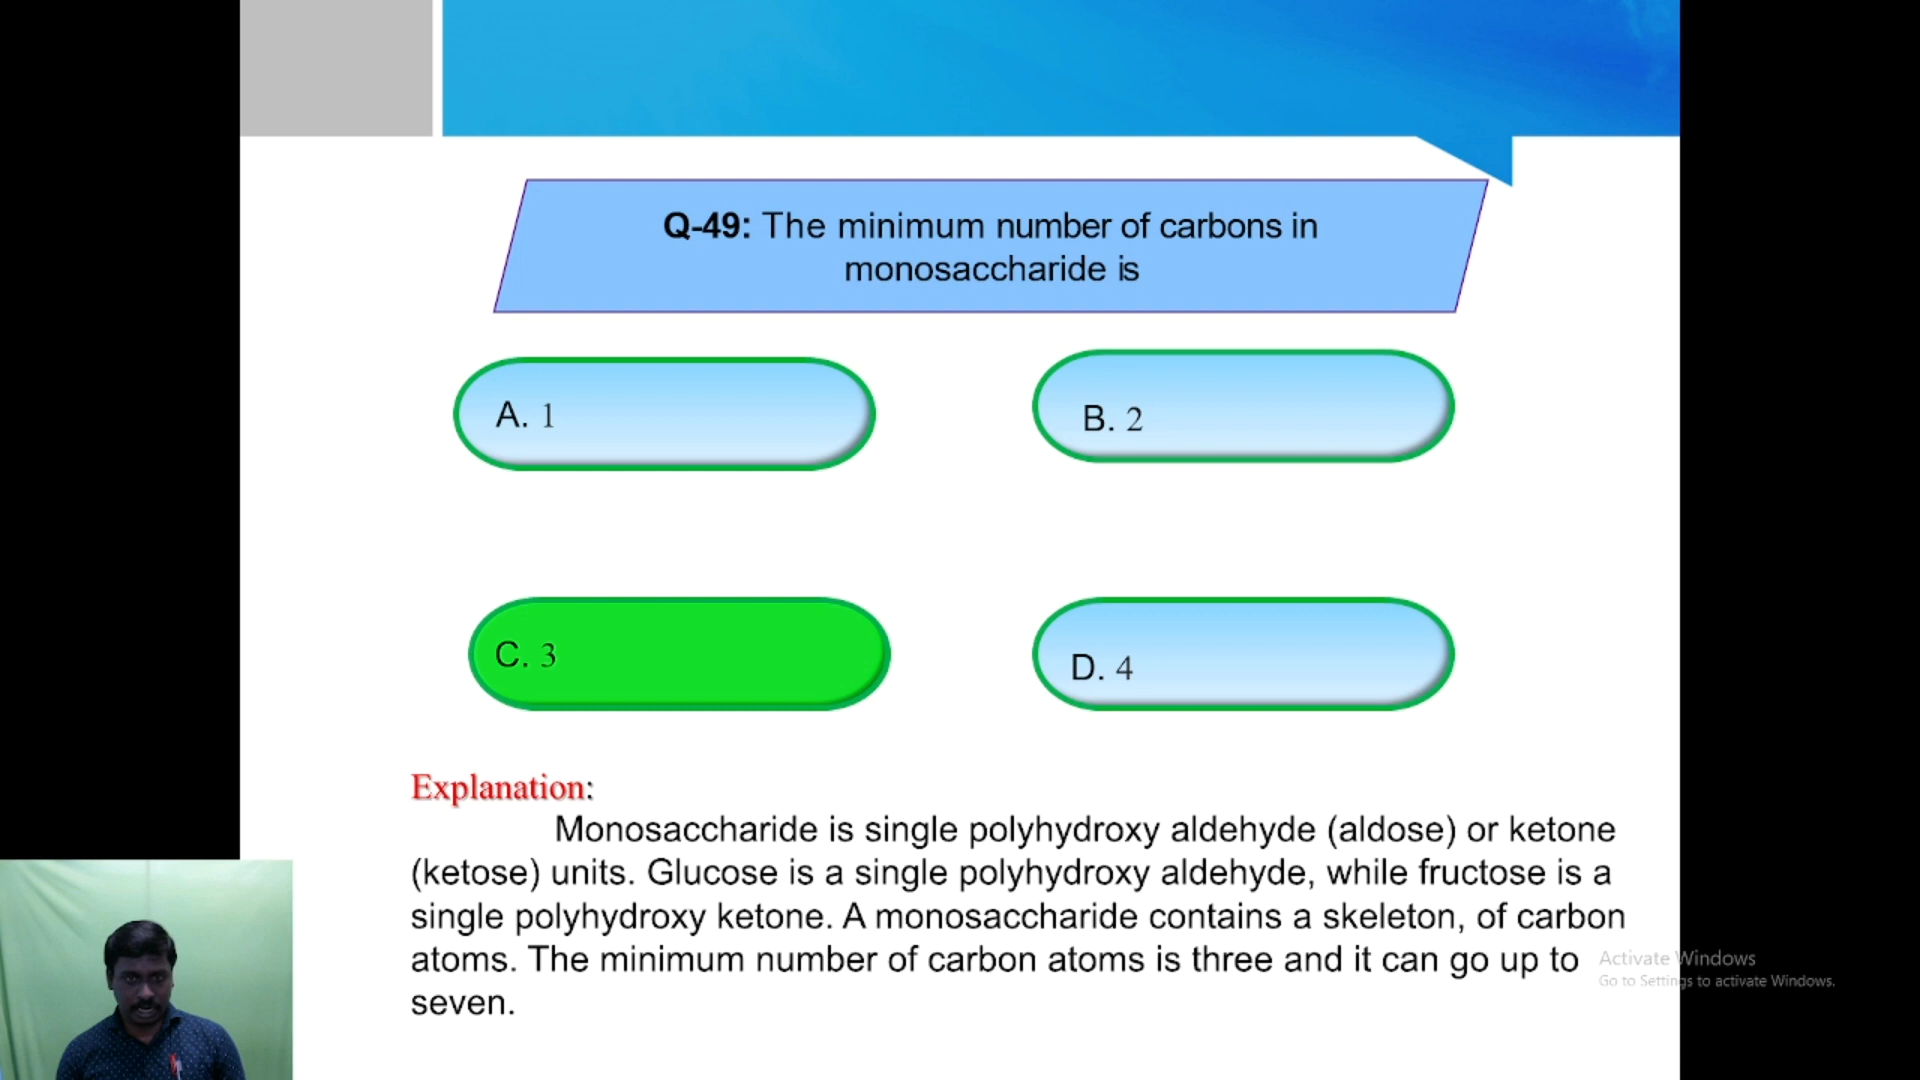 Q-49: The minimum number of carbons in
monosaccharide is
A. 1
B. 2
C. 3
D. 4
Explanation:
Monosaccharide is single polyhydroxy aldehyde (aldose) or ketone
(ketose) units. Glucose is a single polyhydroxy aldehyde, while fructose is a
single polyhydroxy ketone. A monosaccharide contains a skeleton, of carbon
atoms. The minimum number of carbon atoms is three and it can go up to
seven.
Activate Windows
Go to Settings to activate Windows.